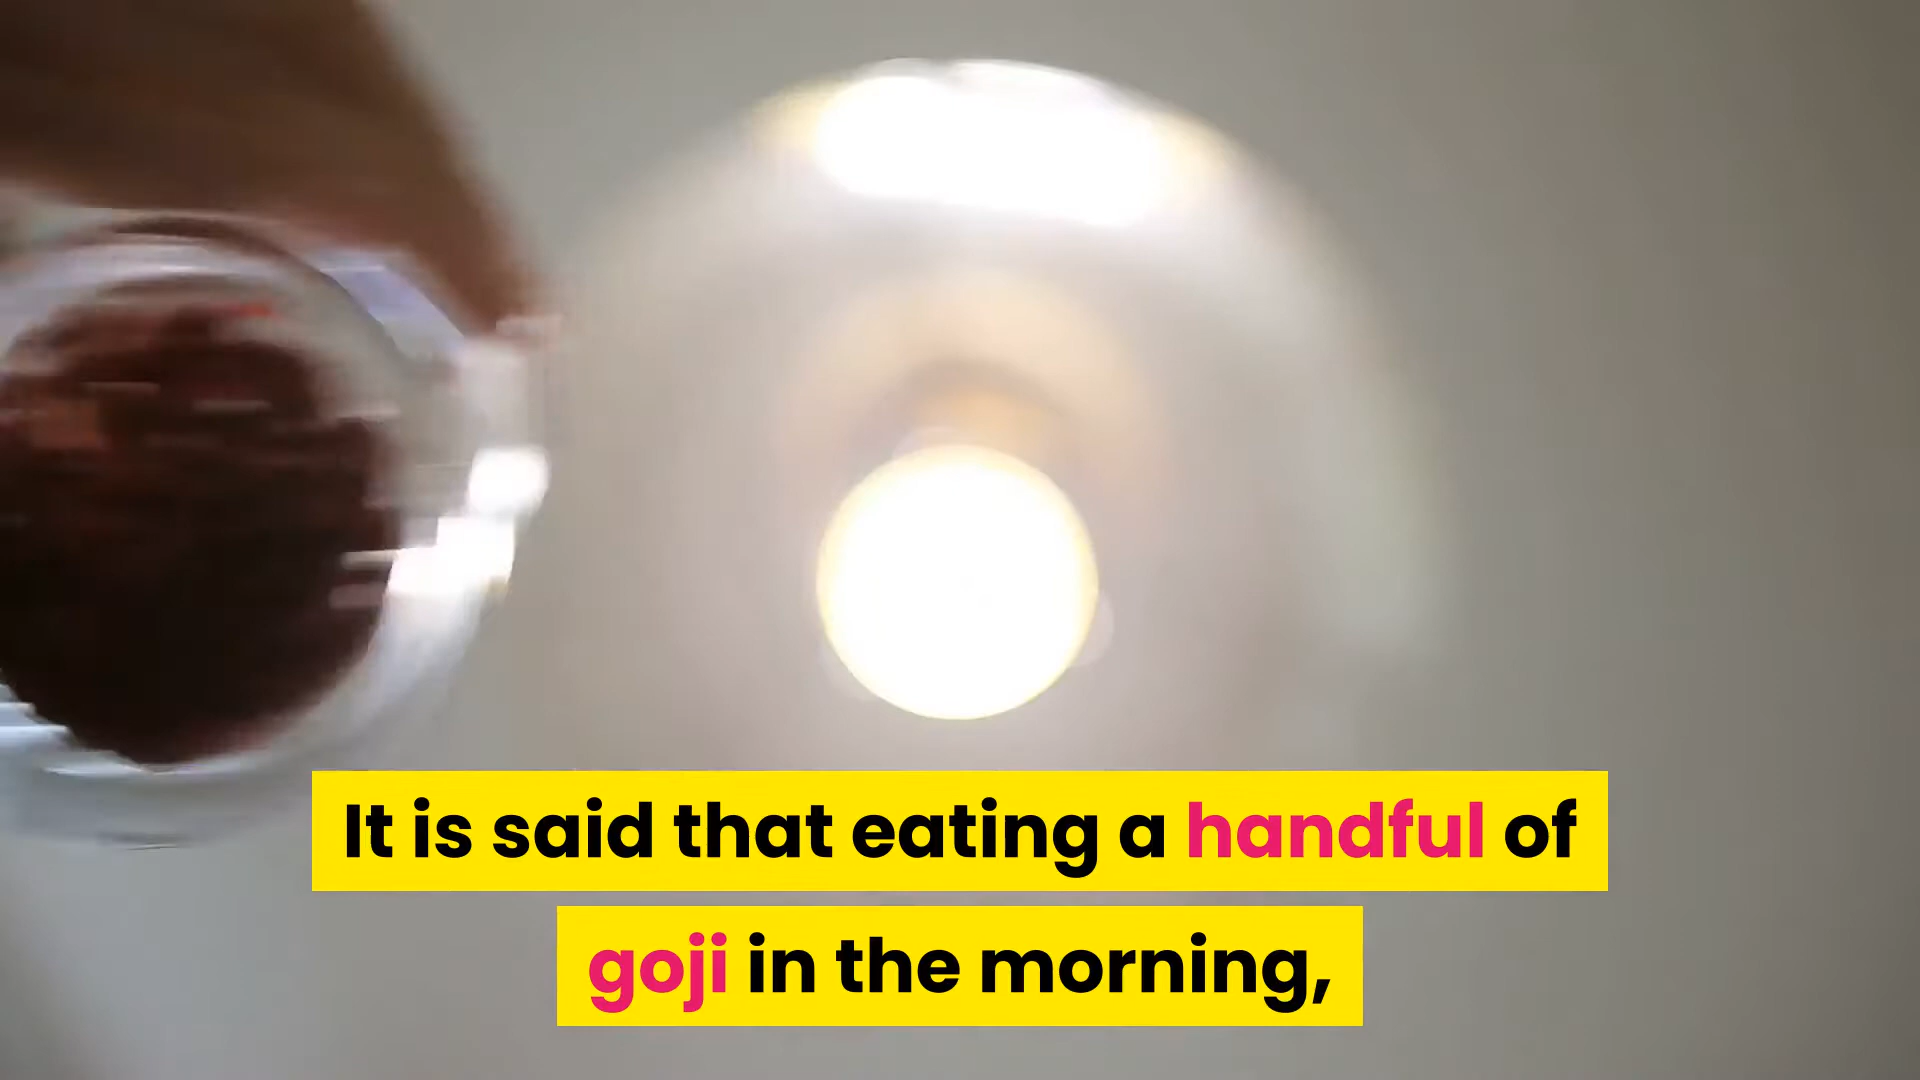 It is said that eating a handful of
goji in the morning,